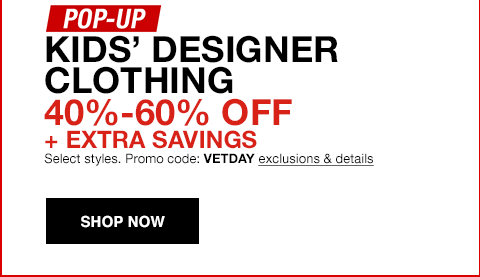 POP-UP
KIDS’ DESIGNER
CLOTHING
40%-60% OFF
+ EXTRA SAVINGS
Select styles. Promo code: VETDAY exclusions & details
SHOP NOW